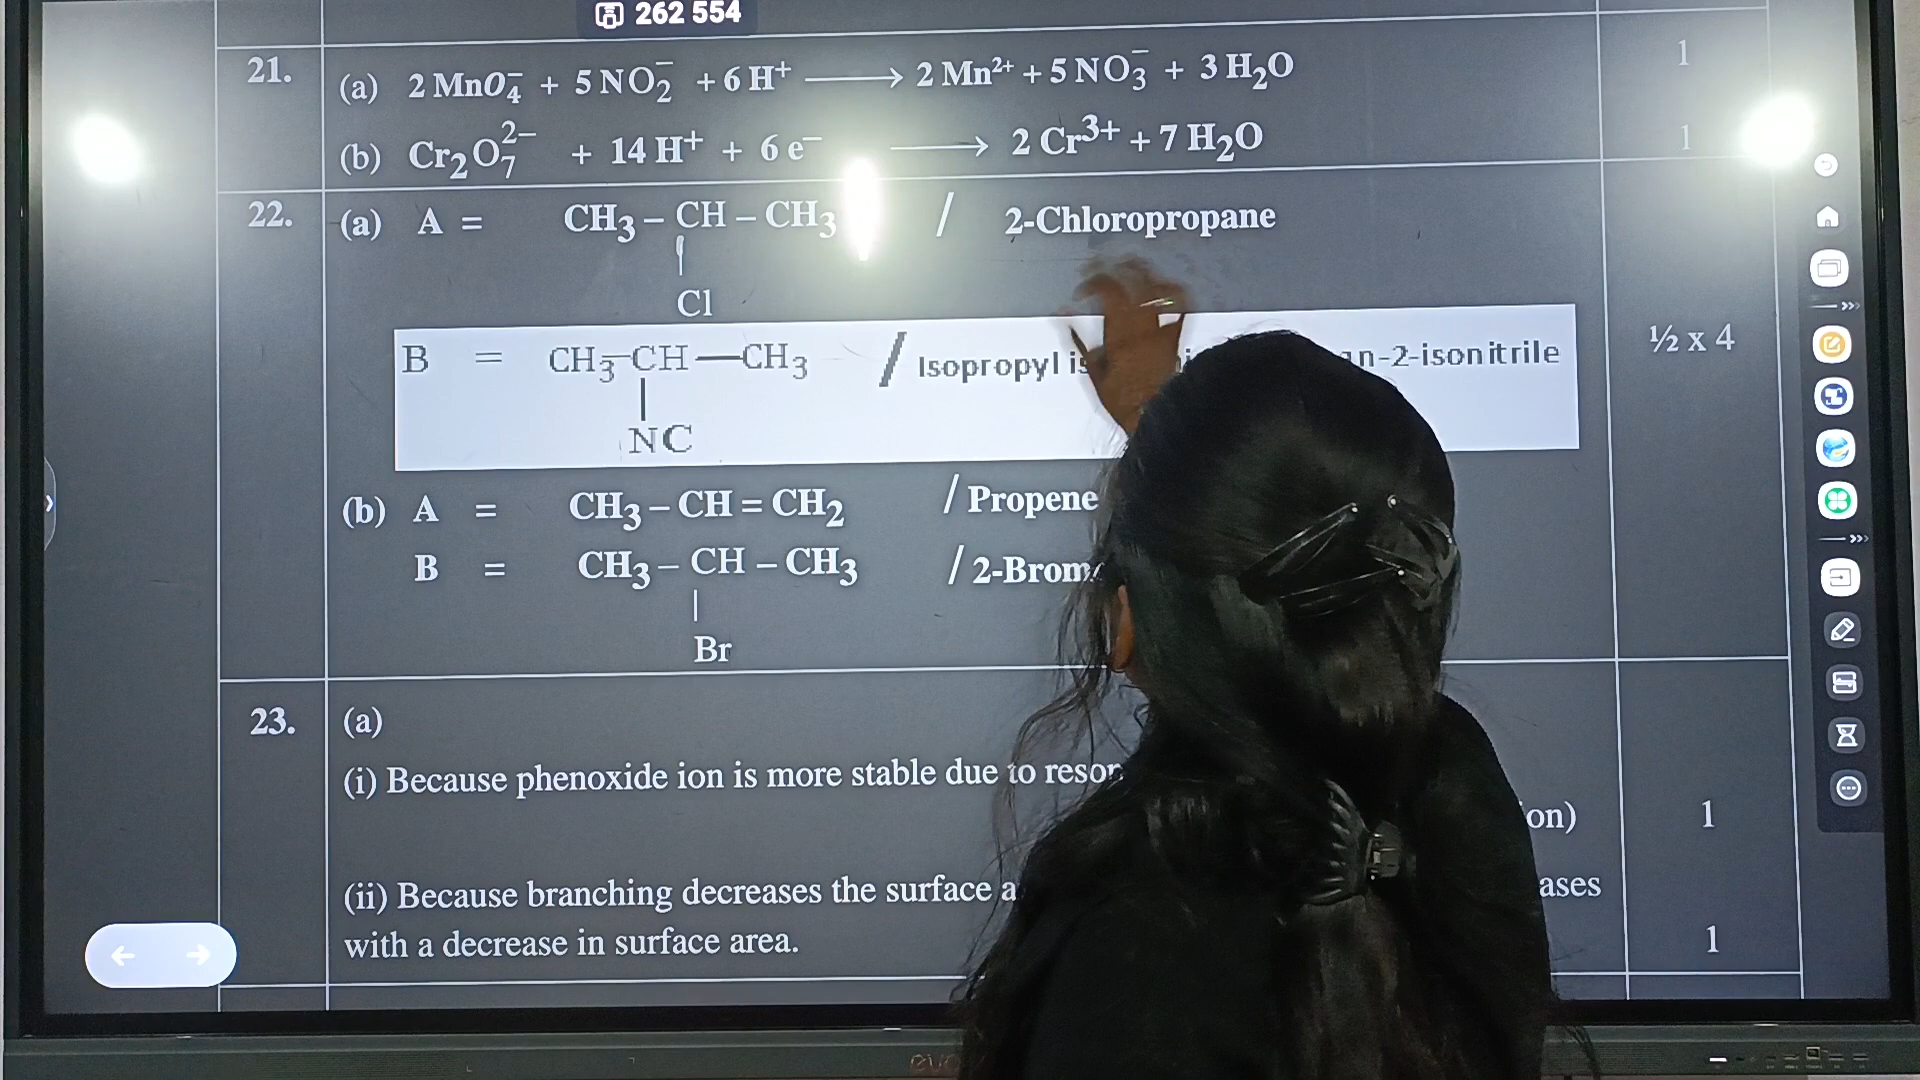 262 554
21. (a) 2 MnO₄⁻ + 5 NO₂⁻ + 6 H⁺ ⟶ 2 Mn²⁺ + 5 NO₃⁻ + 3 H₂O 1
(b) Cr₂O₇²⁻ + 14 H⁺ + 6 e⁻ ⟶ 2 Cr³⁺ + 7 H₂O 1
22. (a) A = CH₃ – CH – CH₃ / 2-Chloropropane
|
Cl
B = CH₃–CH–CH₃ / Isopropyl n-2-isonitrile ½ x 4
|
NC
(b) A = CH₃ – CH = CH₂ / Propene
B = CH₃ – CH – CH₃ / 2-Brom
|
Br
23. (a)
(i) Because phenoxide ion is more stable due to
on) 1
(ii) Because branching decreases the surface ases
with a decrease in surface area. 1